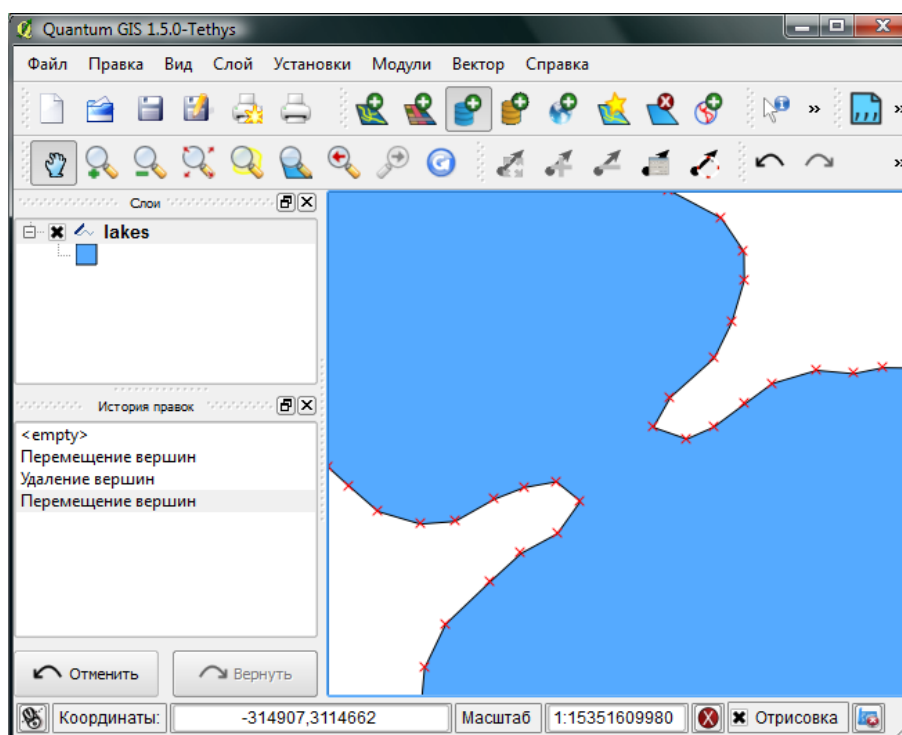 Quantum GIS 1.5.0-Tethys
Файл Правка Вид Слой Установки Модули Вектор Справка
Слои
lakes
История правок
<empty>
Перемещение вершин
Удаление вершин
Перемещение вершин
Отменить Вернуть
Координаты: -314907,3114662 Масштаб 1:15351609980 Отрисовка